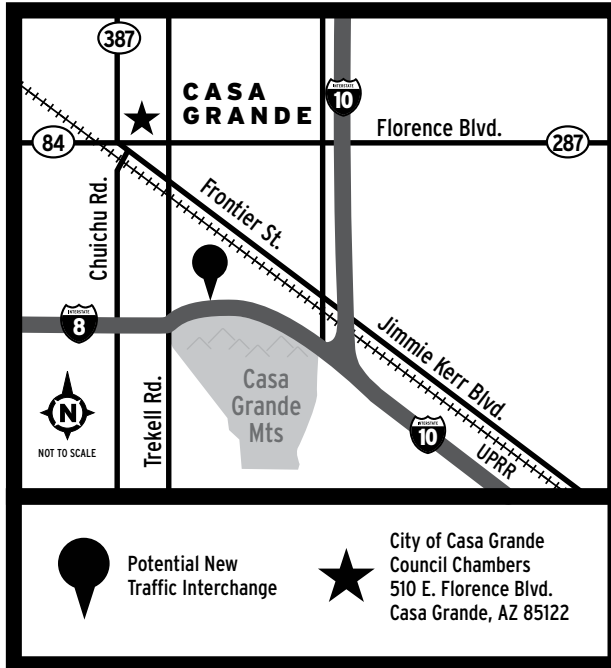 387
CASA
GRANDE
INTERSTATE
10
84
Florence Blvd.
287
Chuichu Rd.
Frontier St.
INTERSTATE
8
Jimmie Kerr Blvd.
Casa
Grande
Mts
N
NOT TO SCALE
Trekell Rd.
INTERSTATE
10
UPRR
Potential New
Traffic Interchange
City of Casa Grande
Council Chambers
510 E. Florence Blvd.
Casa Grande, AZ 85122